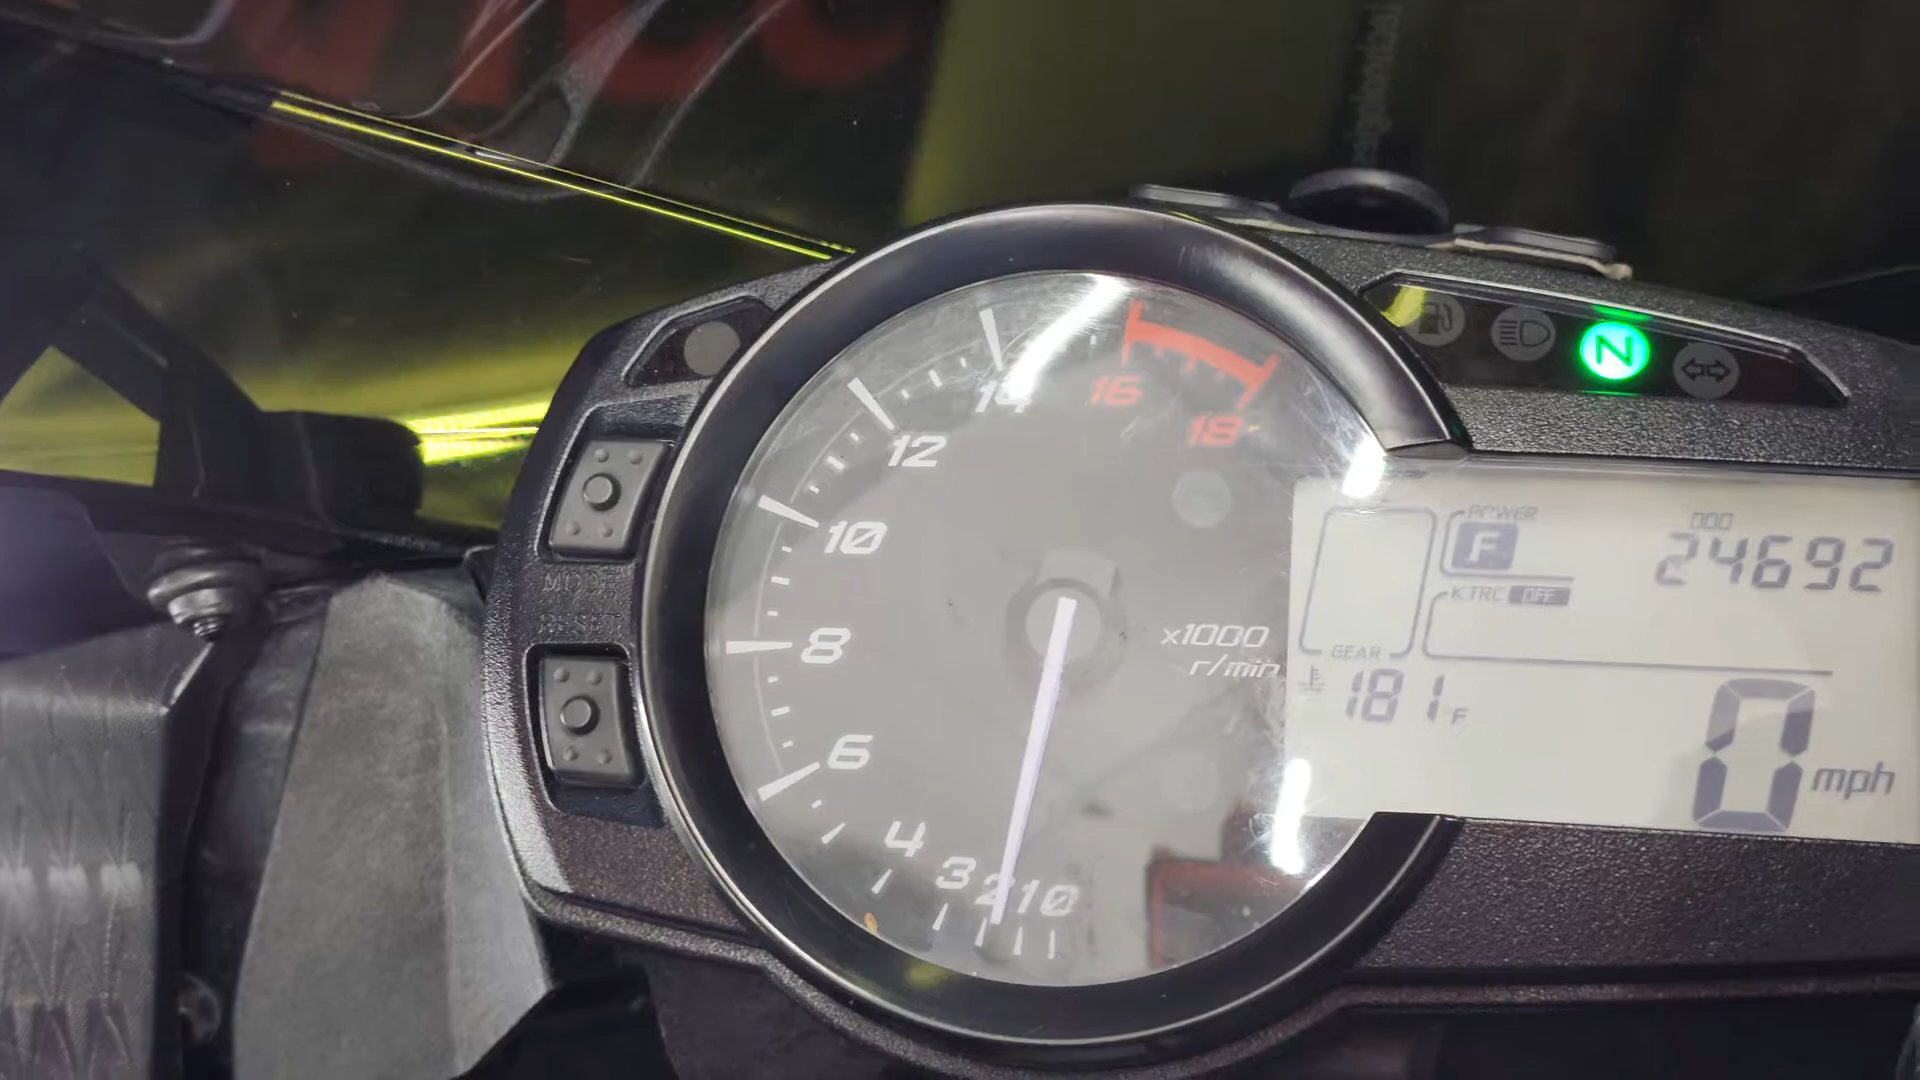 MODE
RESET
14
16
18
12
10
8
6
4
3
2
1
0
x1000
r/min
N
POWER
F
ODO
24692
KTRC OFF
GEAR
181 F
0 mph